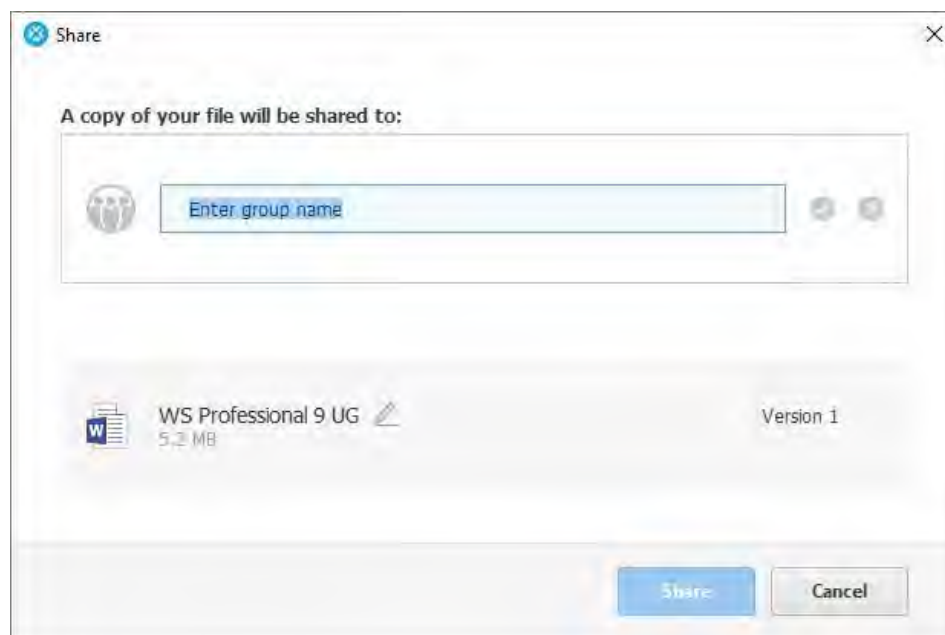 Share
A copy of your file will be shared to:
Enter group name
W
WS Professional 9 UG
5.2 MB
Version 1
Share
Cancel